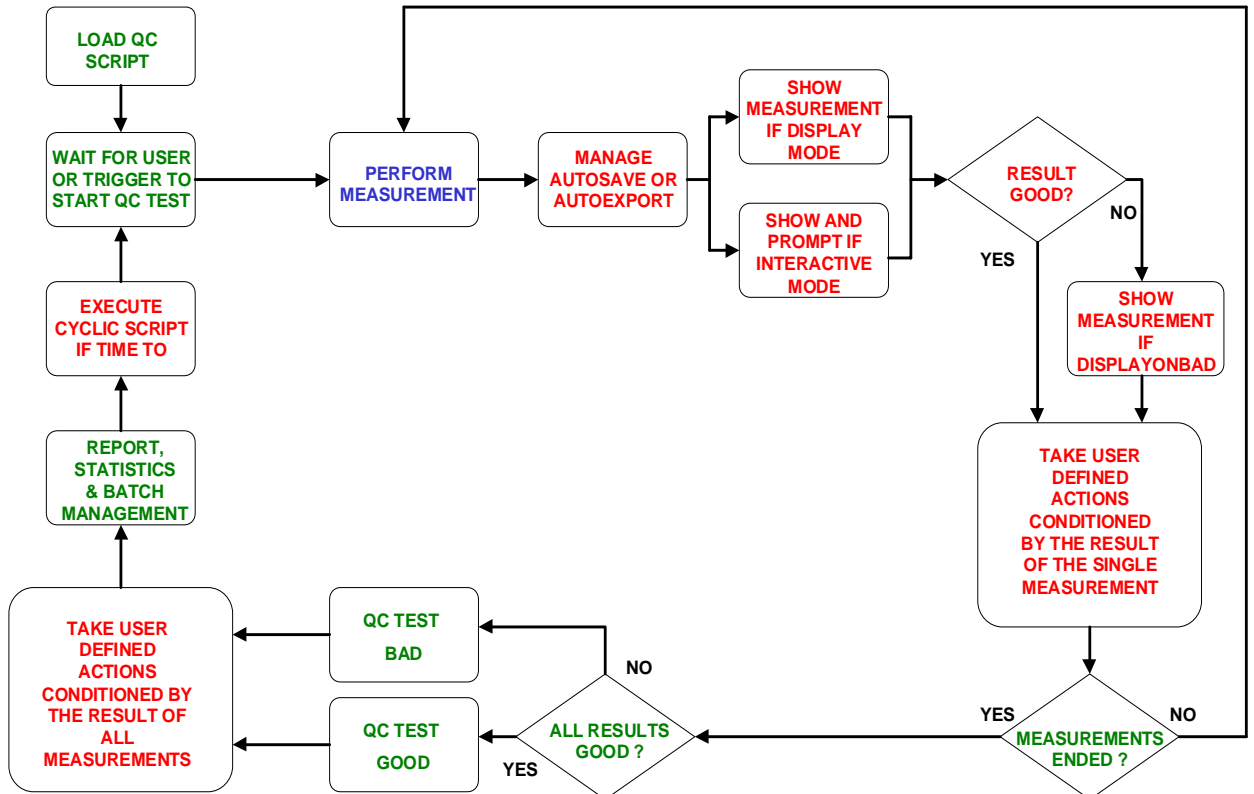 LOAD QC
SCRIPT
WAIT FOR USER
OR TRIGGER TO
START QC TEST
PERFORM
MEASUREMENT
MANAGE
AUTOSAVE OR
AUTOEXPORT
SHOW
MEASUREMENT
IF DISPLAY
MODE
SHOW AND
PROMPT IF
INTERACTIVE
MODE
RESULT
GOOD?
NO
YES
SHOW
MEASUREMENT
IF
DISPLAYONBAD
TAKE USER
DEFINED
ACTIONS
CONDITIONED
BY THE RESULT
OF THE SINGLE
MEASUREMENT
MEASUREMENTS
ENDED ?
YES
NO
ALL RESULTS
GOOD ?
NO
YES
QC TEST
BAD
QC TEST
GOOD
TAKE USER
DEFINED
ACTIONS
CONDITIONED BY
THE RESULT OF
ALL
MEASUREMENTS
REPORT,
STATISTICS
& BATCH
MANAGEMENT
EXECUTE
CYCLIC SCRIPT
IF TIME TO